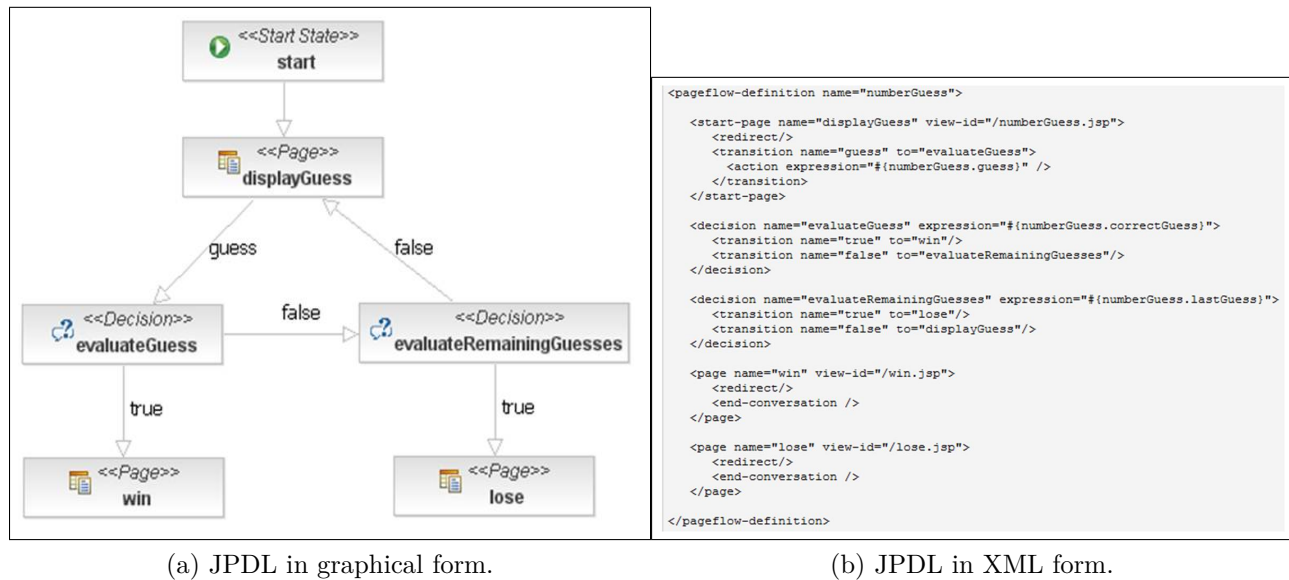 <<Start State>>
start
<<Page>>
displayGuess
guess
false
<<Decision>>
evaluateGuess
false
<<Decision>>
evaluateRemainingGuesses
true
true
<<Page>>
win
<<Page>>
lose
(a) JPDL in graphical form.
<pageflow-definition name="numberGuess">
<start-page name="displayGuess" view-id="/numberGuess.jsp">
<redirect/>
<transition name="guess" to="evaluateGuess">
<action expression="#{numberGuess.guess}" />
</transition>
</start-page>
<decision name="evaluateGuess" expression="#{numberGuess.correctGuess}">
<transition name="true" to="win"/>
<transition name="false" to="evaluateRemainingGuesses"/>
</decision>
<decision name="evaluateRemainingGuesses" expression="#{numberGuess.lastGuess}">
<transition name="true" to="lose"/>
<transition name="false" to="displayGuess"/>
</decision>
<page name="win" view-id="/win.jsp">
<redirect/>
<end-conversation />
</page>
<page name="lose" view-id="/lose.jsp">
<redirect/>
<end-conversation />
</page>
</pageflow-definition>
(b) JPDL in XML form.